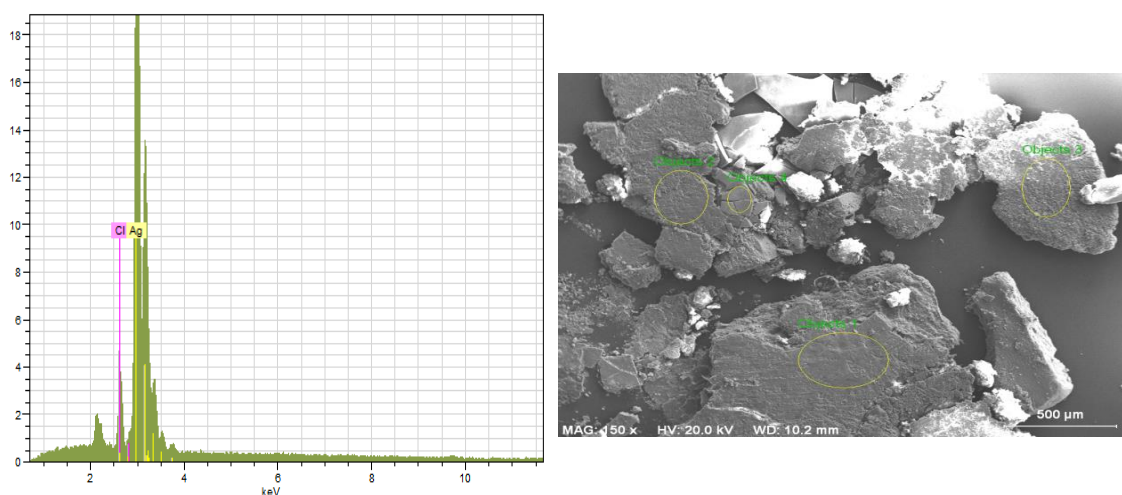 18
16
14
12
10
8
6
4
2
0
Cl Ag
2 4 6 8 10
keV
Objects 3
Objects 2
Objects 4
Objects 1
500 µm
MAG: 150 x HV: 20.0 kV WD: 10.2 mm